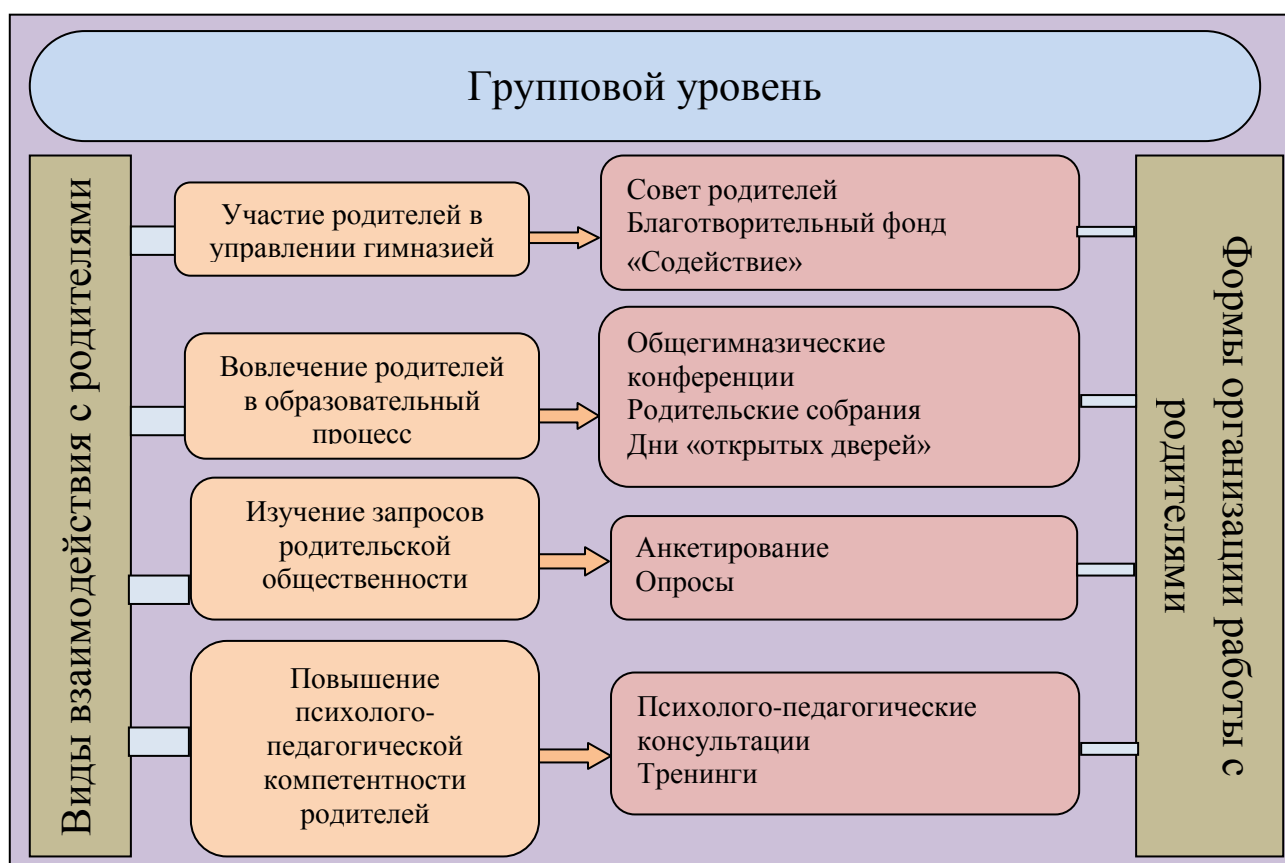 Групповой уровень
Виды взаимодействия с родителями
Участие родителей в
управлении гимназией
Совет родителей
Благотворительный фонд
«Содействие»
Вовлечение родителей
в образовательный
процесс
Общегимназические
конференции
Родительские собрания
Дни «открытых дверей»
Изучение запросов
родительской
общественности
Анкетирование
Опросы
Повышение
психолого-
педагогической
компетентности
родителей
Психолого-педагогические
консультации
Тренинги
Формы организации работы с
родителями